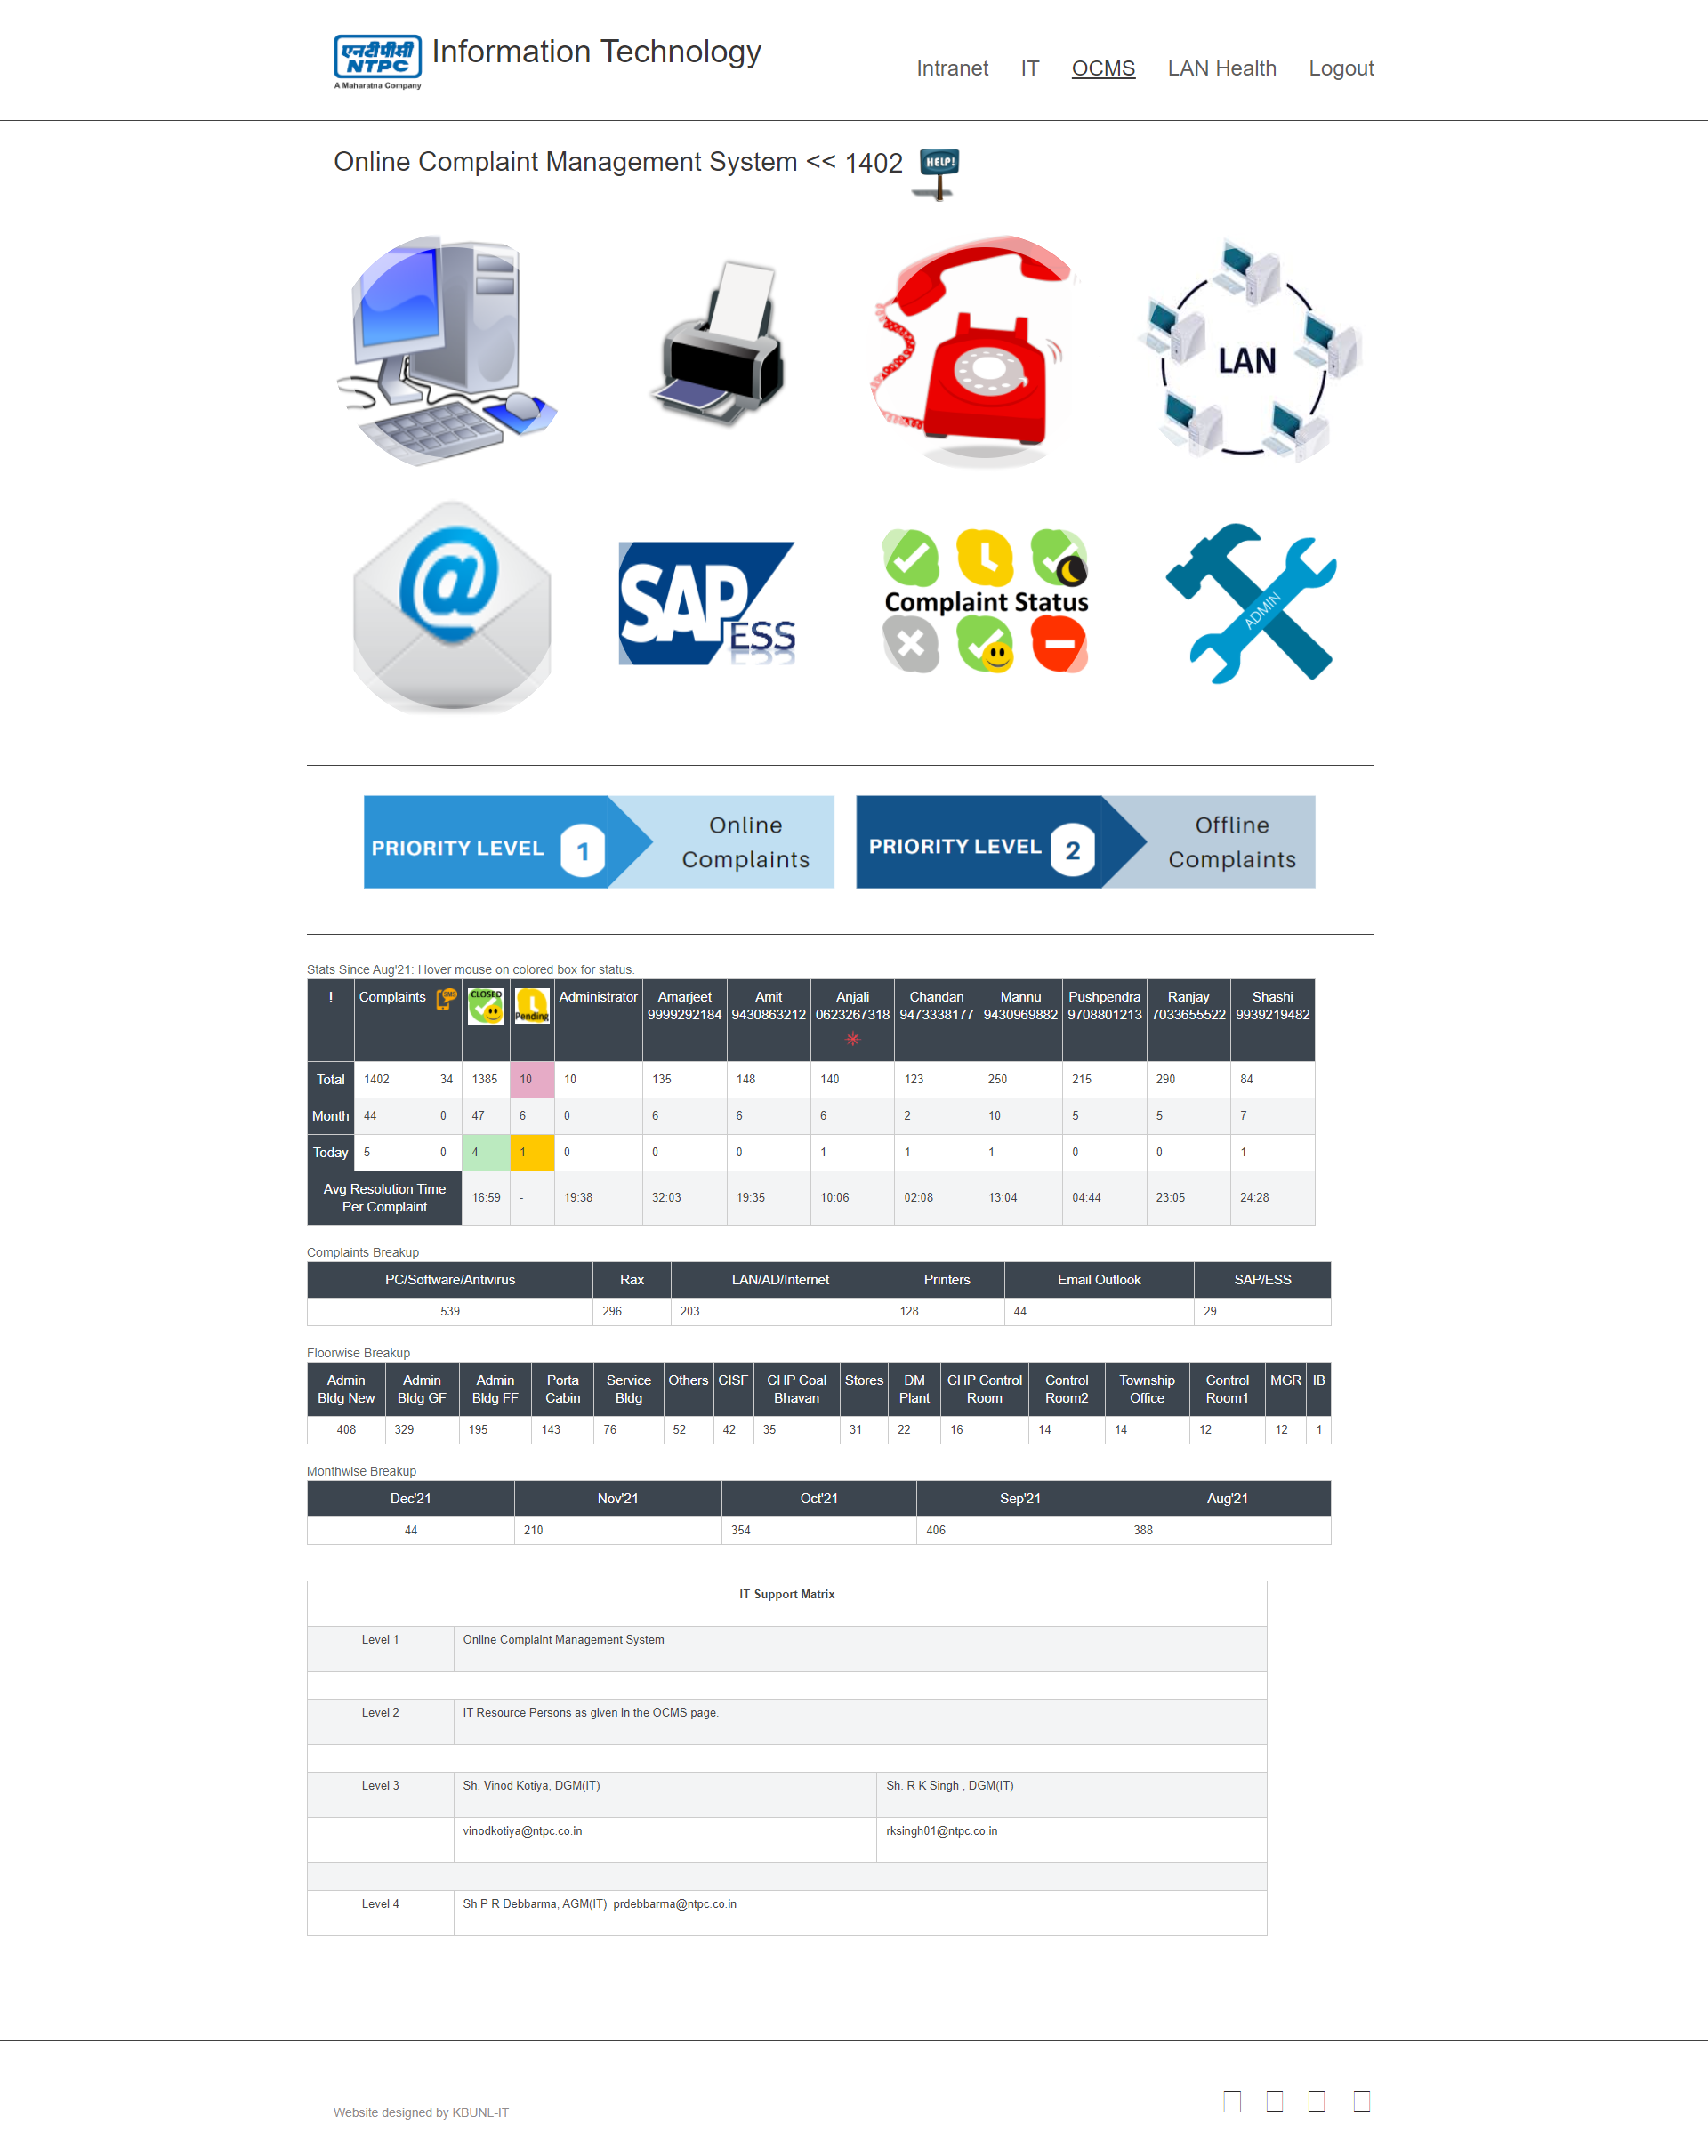 एनटीपीसी
NTPC
A Maharatna Company
Information Technology
Intranet IT OCMS LAN Health Logout
Online Complaint Management System << 1402
HELP!
LAN
@
SAP
ESS
Complaint Status
ADMIN
PRIORITY LEVEL 1
Online
Complaints
PRIORITY LEVEL 2
Offline
Complaints
Stats Since Aug'21: Hover mouse on colored box for status.
! Complaints SMS CLOSED Pending Administrator Amarjeet 9999292184 Amit 9430863212 Anjali 0623267318 Chandan 9473338177 Mannu 9430969882 Pushpendra 9708801213 Ranjay 7033655522 Shashi 9939219482
Total 1402 34 1385 10 10 135 148 140 123 250 215 290 84
Month 44 0 47 6 0 6 6 6 2 10 5 5 7
Today 5 0 4 1 0 0 0 1 1 1 0 0 1
Avg Resolution Time Per Complaint 16:59 - 19:38 32:03 19:35 10:06 02:08 13:04 04:44 23:05 24:28
Complaints Breakup
PC/Software/Antivirus Rax LAN/AD/Internet Printers Email Outlook SAP/ESS
539 296 203 128 44 29
Floorwise Breakup
Admin Bldg New Admin Bldg GF Admin Bldg FF Porta Cabin Service Bldg Others CISF CHP Coal Bhavan Stores DM Plant CHP Control Room Control Room2 Township Office Control Room1 MGR IB
408 329 195 143 76 52 42 35 31 22 16 14 14 12 12 1
Monthwise Breakup
Dec'21 Nov'21 Oct'21 Sep'21 Aug'21
44 210 354 406 388
IT Support Matrix
Level 1 Online Complaint Management System
Level 2 IT Resource Persons as given in the OCMS page.
Level 3 Sh. Vinod Kotiya, DGM(IT) Sh. R K Singh , DGM(IT)
vinodkotiya@ntpc.co.in rksingh01@ntpc.co.in
Level 4 Sh P R Debbarma, AGM(IT) prdebbarma@ntpc.co.in
Website designed by KBUNL-IT